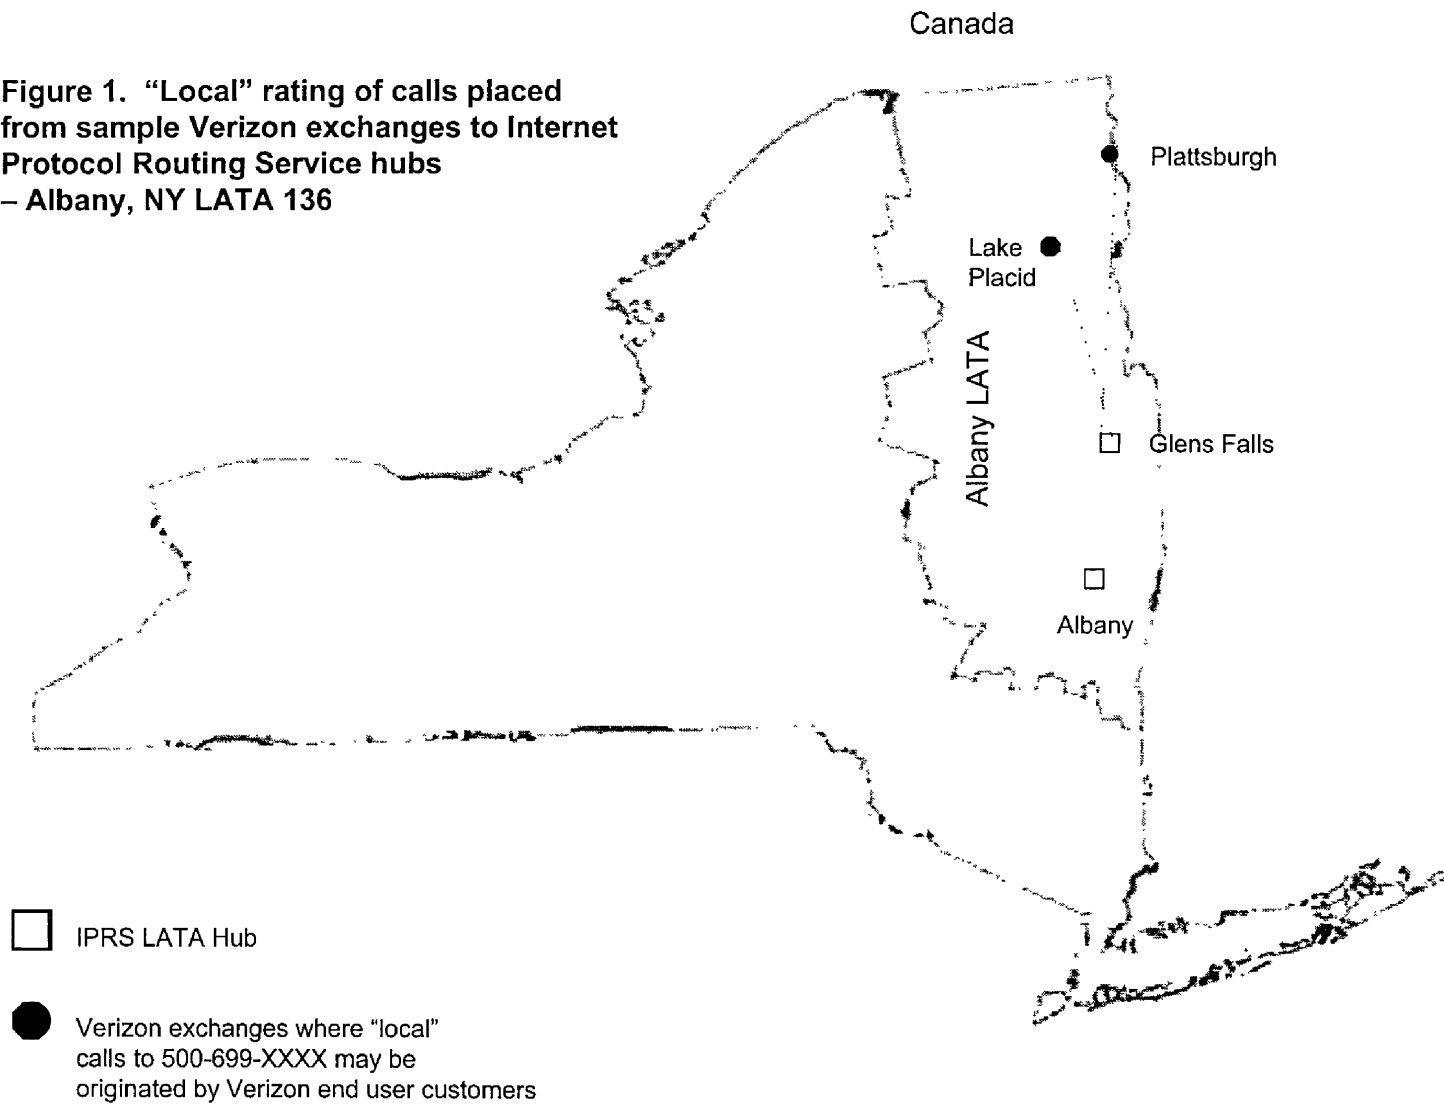 Canada
Figure 1. “Local” rating of calls placed
from sample Verizon exchanges to Internet
Protocol Routing Service hubs
– Albany, NY LATA 136
Plattsburgh
Lake
Placid
Albany LATA
Glens Falls
Albany
IPRS LATA Hub
Verizon exchanges where “local”
calls to 500-699-XXXX may be
originated by Verizon end user customers